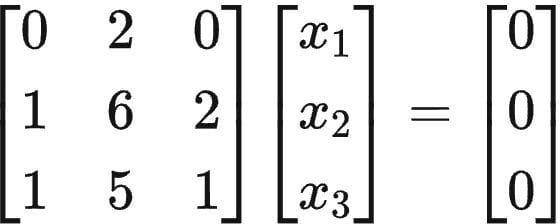 [0 2 0] [x₁] [0]
[1 6 2] [x₂] = [0]
[1 5 1] [x₃] [0]